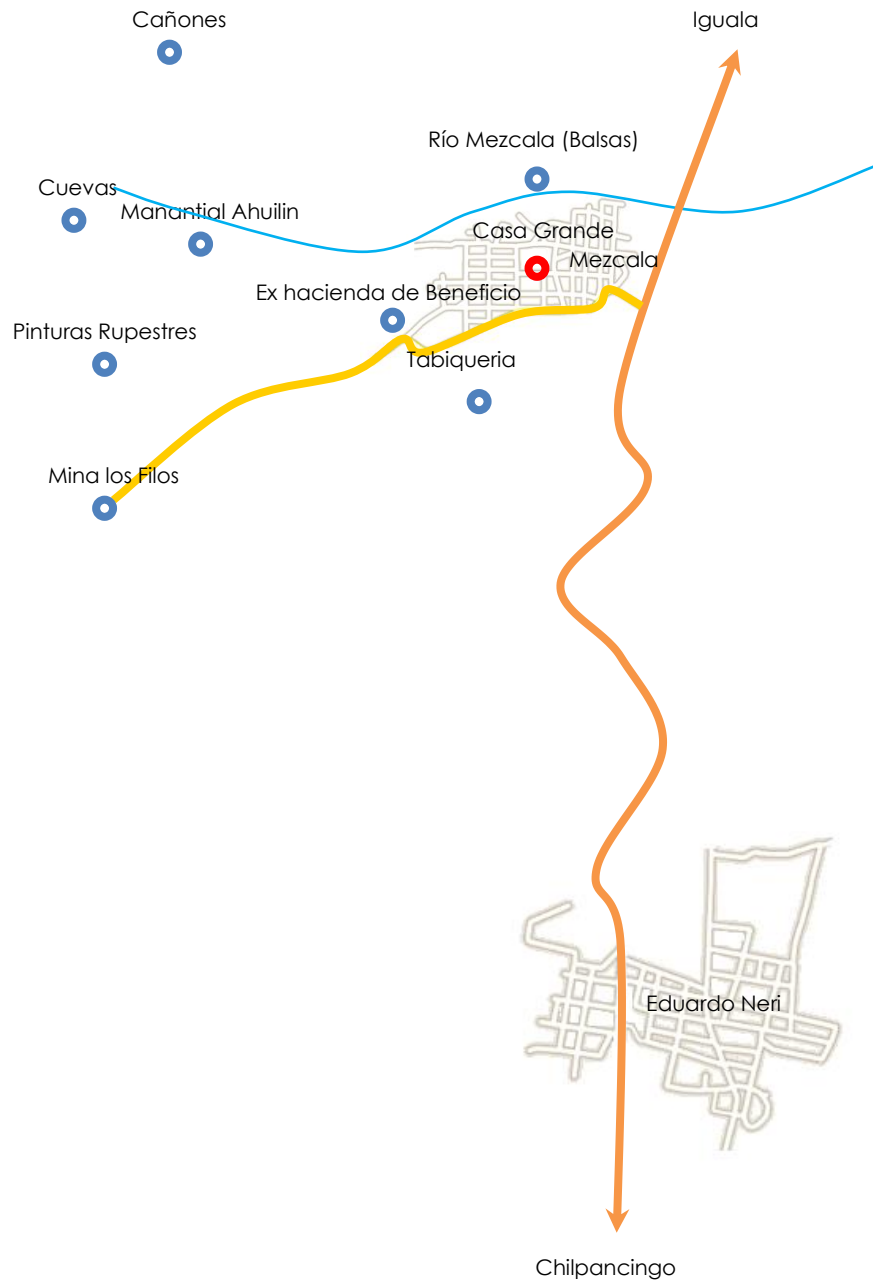 Cañones
Iguala
Río Mezcala (Balsas)
Cuevas
Manantial Ahuilin
Casa Grande
Mezcala
Ex hacienda de Beneficio
Pinturas Rupestres
Tabiqueria
Mina los Filos
Eduardo Neri
Chilpancingo